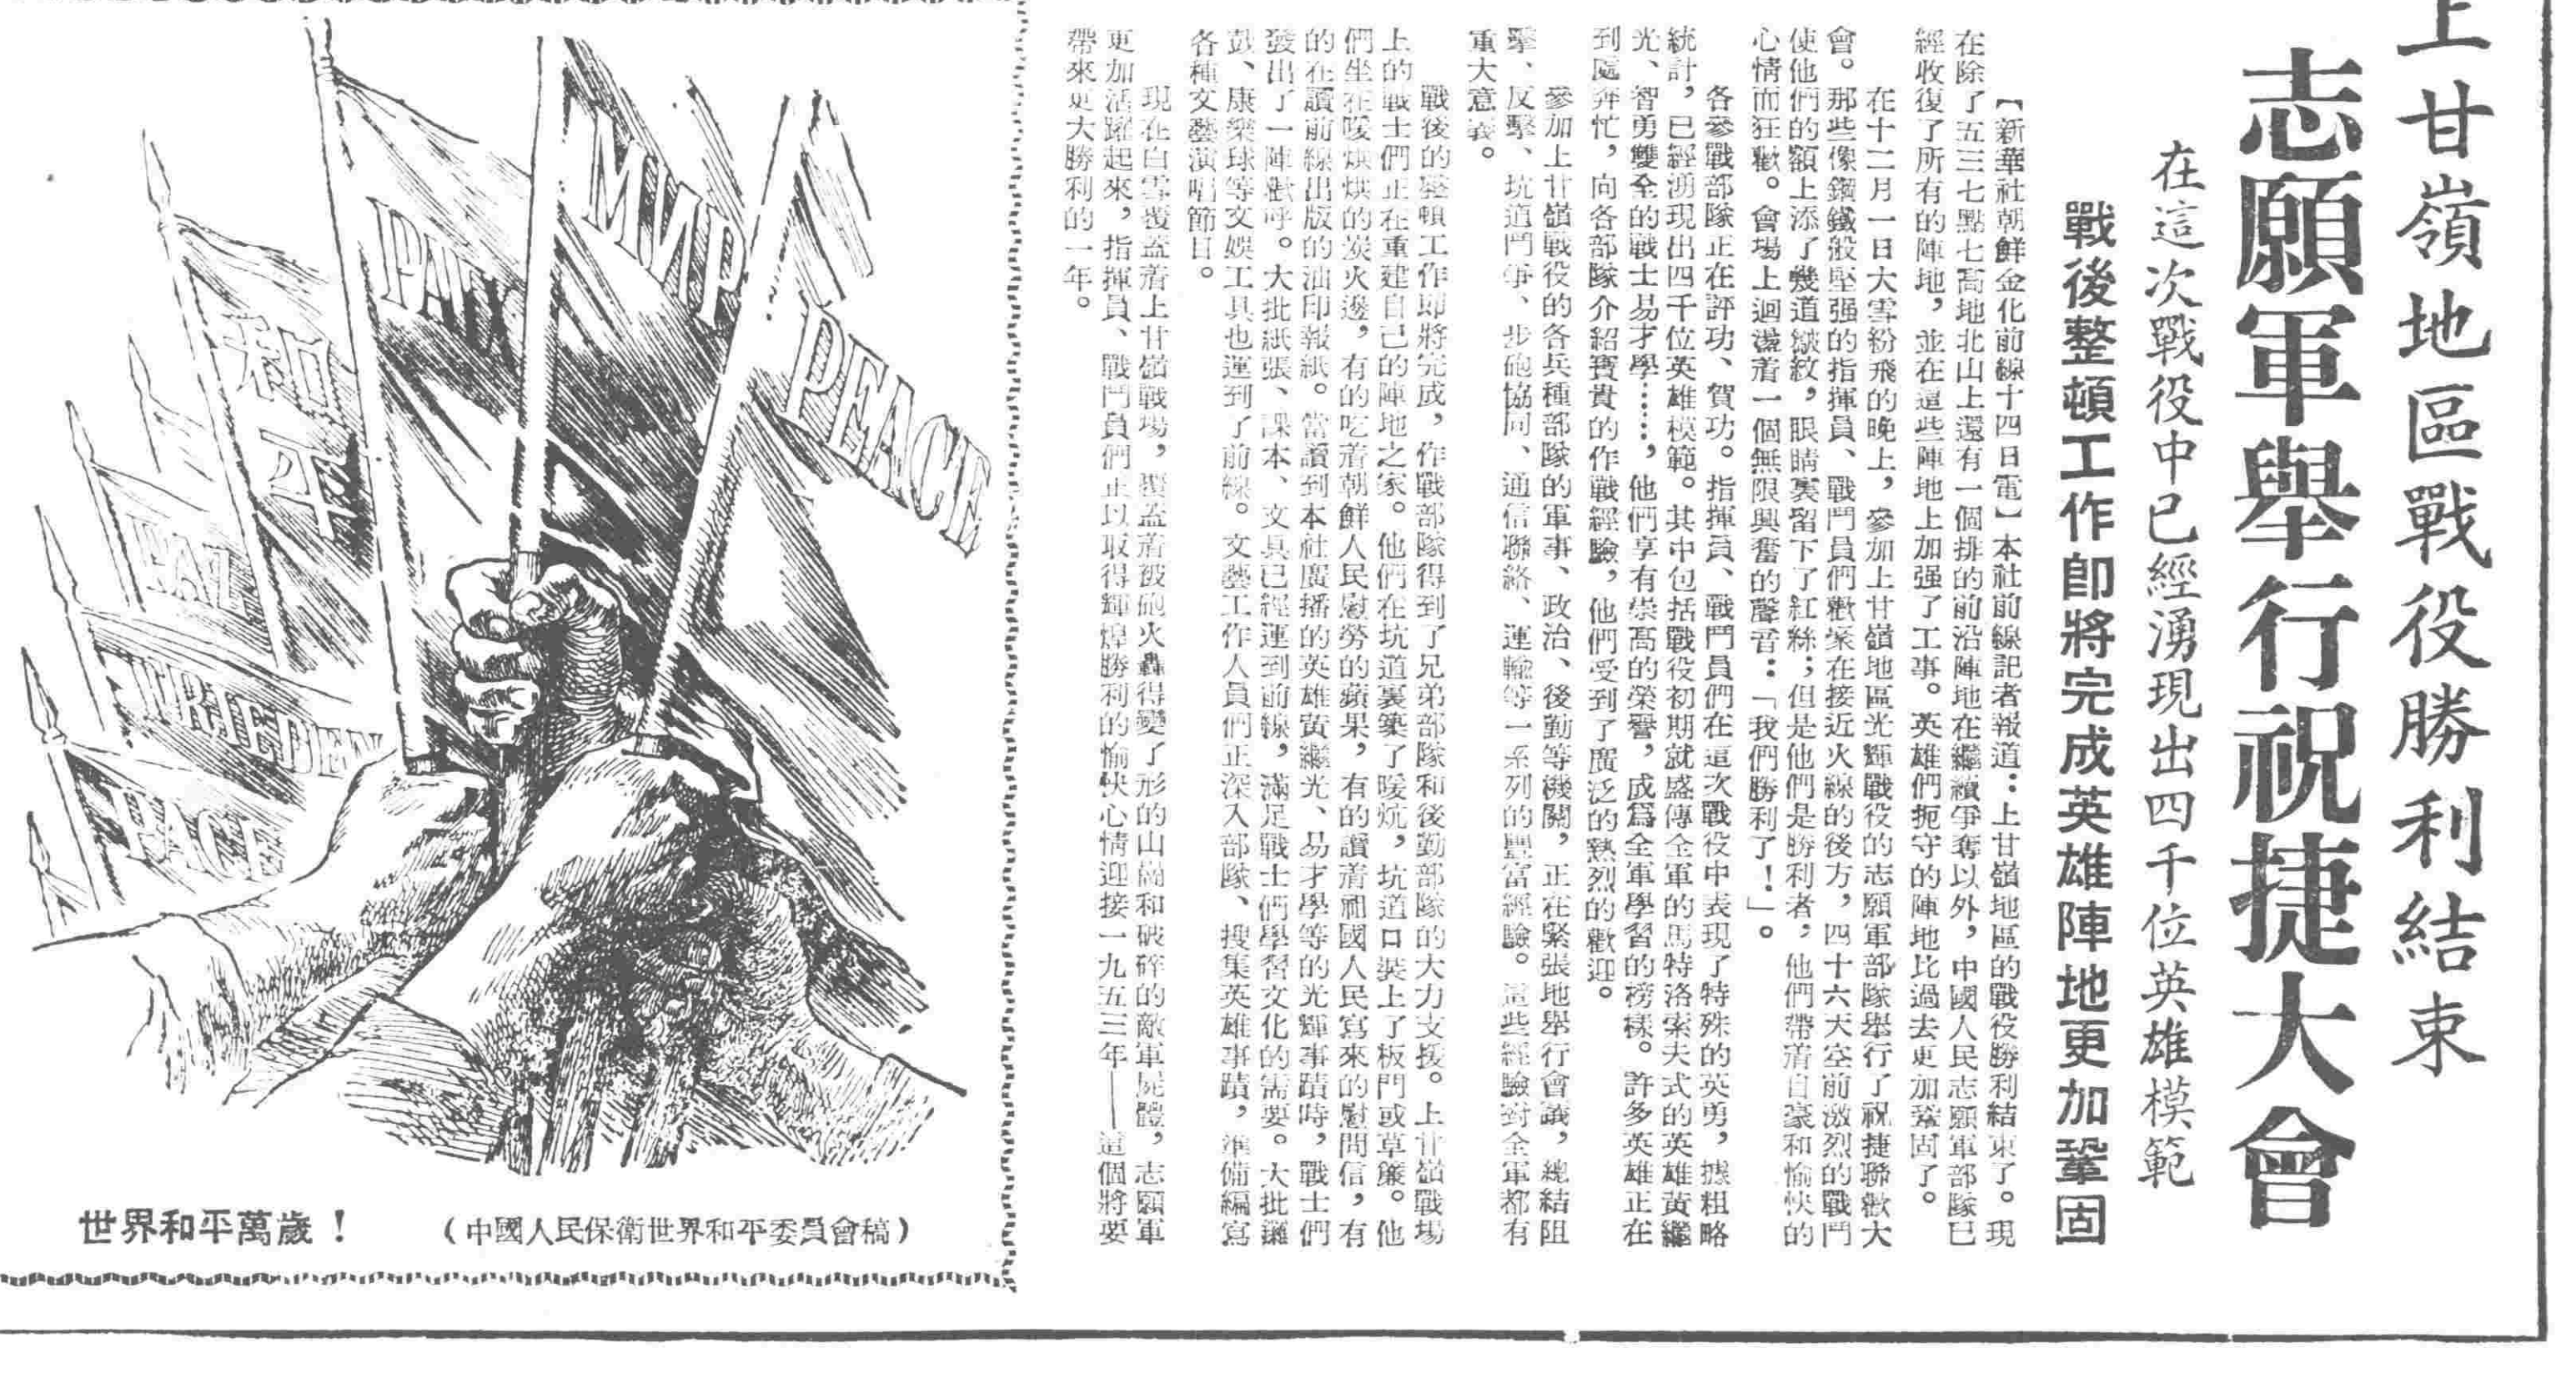 上甘嶺地區戰役勝利結束
志願軍舉行祝捷大會
在這次戰役中已經湧現出四千位英雄模範
戰後整頓工作即將完成英雄陣地更加鞏固
【新華社朝鮮金化前線十四日電】本社前線記者報道：上甘嶺地區的戰役勝利結束了。現
在除了五三七點七高地北山上還有一個排的前沿陣地在繼續爭奪以外，中國人民志願軍部隊已
經收復了所有的陣地，並在這些陣地上加强了工事。英雄們扼守的陣地比過去更加鞏固了。
在十二月一日大雪紛飛的晚上，參加上甘嶺地區光輝戰役的志願軍部隊舉行了祝捷聯歡大
會。那些像鋼鐵般堅强的指揮員、戰鬥員們歡聚在接近火線的後方，四十六天空前激烈的戰鬥
使他們的額上添了幾道皺紋，眼睛裏留下了紅絲；但是他們是勝利者，他們帶着自豪和愉快的
心情而狂歡。會場上迴盪着一個無限興奮的聲音：「我們勝利了！」。
各參戰部隊正在評功、賀功。指揮員、戰鬥員們在這次戰役中表現了特殊的英勇，據粗略
統計，已經湧現出四千位英雄模範。其中包括戰役初期就盛傳全軍的馬特洛索夫式的英雄黃繼
光、智勇雙全的戰士易才學……，他們享有崇高的榮譽，成爲全軍學習的榜樣。許多英雄正在
到處奔忙，向各部隊介紹寶貴的作戰經驗，他們受到了廣泛的熱烈的歡迎。
參加上甘嶺戰役的各兵種部隊的軍事、政治、後勤等機關，正在緊張地舉行會議，總結阻
擊、反擊、坑道鬥爭、步砲協同、通信聯絡、運輸等一系列的豐富經驗。這些經驗對全軍都有
重大意義。
戰後的整頓工作即將完成，作戰部隊得到了兄弟部隊和後勤部隊的大力支援。上甘嶺戰場
上的戰士們正在重建自己的陣地之家。他們在坑道裏築了暖炕，坑道口裝上了板門或草簾。他
們坐在暖烘烘的炭火邊，有的吃着朝鮮人民慰勞的蘋果，有的讀着祖國人民寫來的慰問信，有
的在讀前線出版的油印報紙。當讀到本社廣播的英雄黃繼光、易才學等的光輝事蹟時，戰士們
發出了一陣歡呼。大批紙張、課本、文具已經運到前線，滿足戰士們學習文化的需要。大批鑼
鼓、康樂球等文娛工具也運到了前線。文藝工作人員們正深入部隊、搜集英雄事蹟，準備編寫
各種文藝演唱節目。
現在白雪覆蓋着上甘嶺戰場，覆蓋着被砲火轟得變了形的山崗和破碎的敵軍屍體，志願軍
更加活躍起來，指揮員、戰鬥員們正以取得輝煌勝利的愉快心情迎接一九五三年——這個將要
帶來更大勝利的一年。
PEACE
МИР
PAIX
和平
PAZ
FRIEDEN
PACE
世界和平萬歲！　（中國人民保衛世界和平委員會稿）